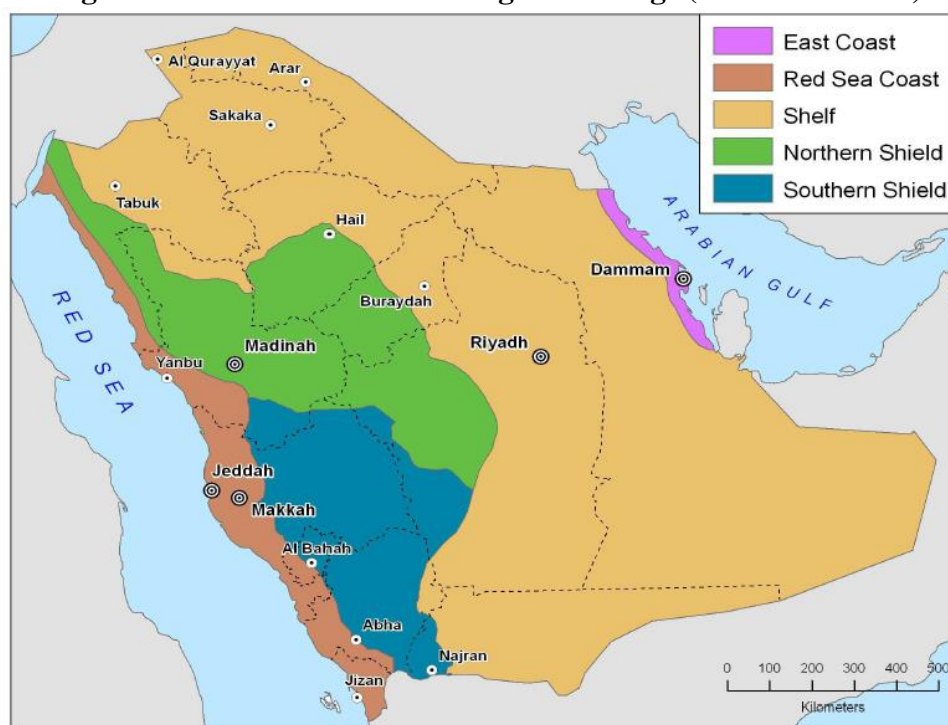 East Coast
Red Sea Coast
Shelf
Northern Shield
Southern Shield
Al Qurayyat
Arar
Sakaka
Tabuk
Hail
Dammam
ARABIAN GULF
Buraydah
RED SEA
Madinah
Riyadh
Yanbu
Jeddah
Makkah
Al Bahah
Abha
Najran
Jizan
0 100 200 300 400 500
Kilometers